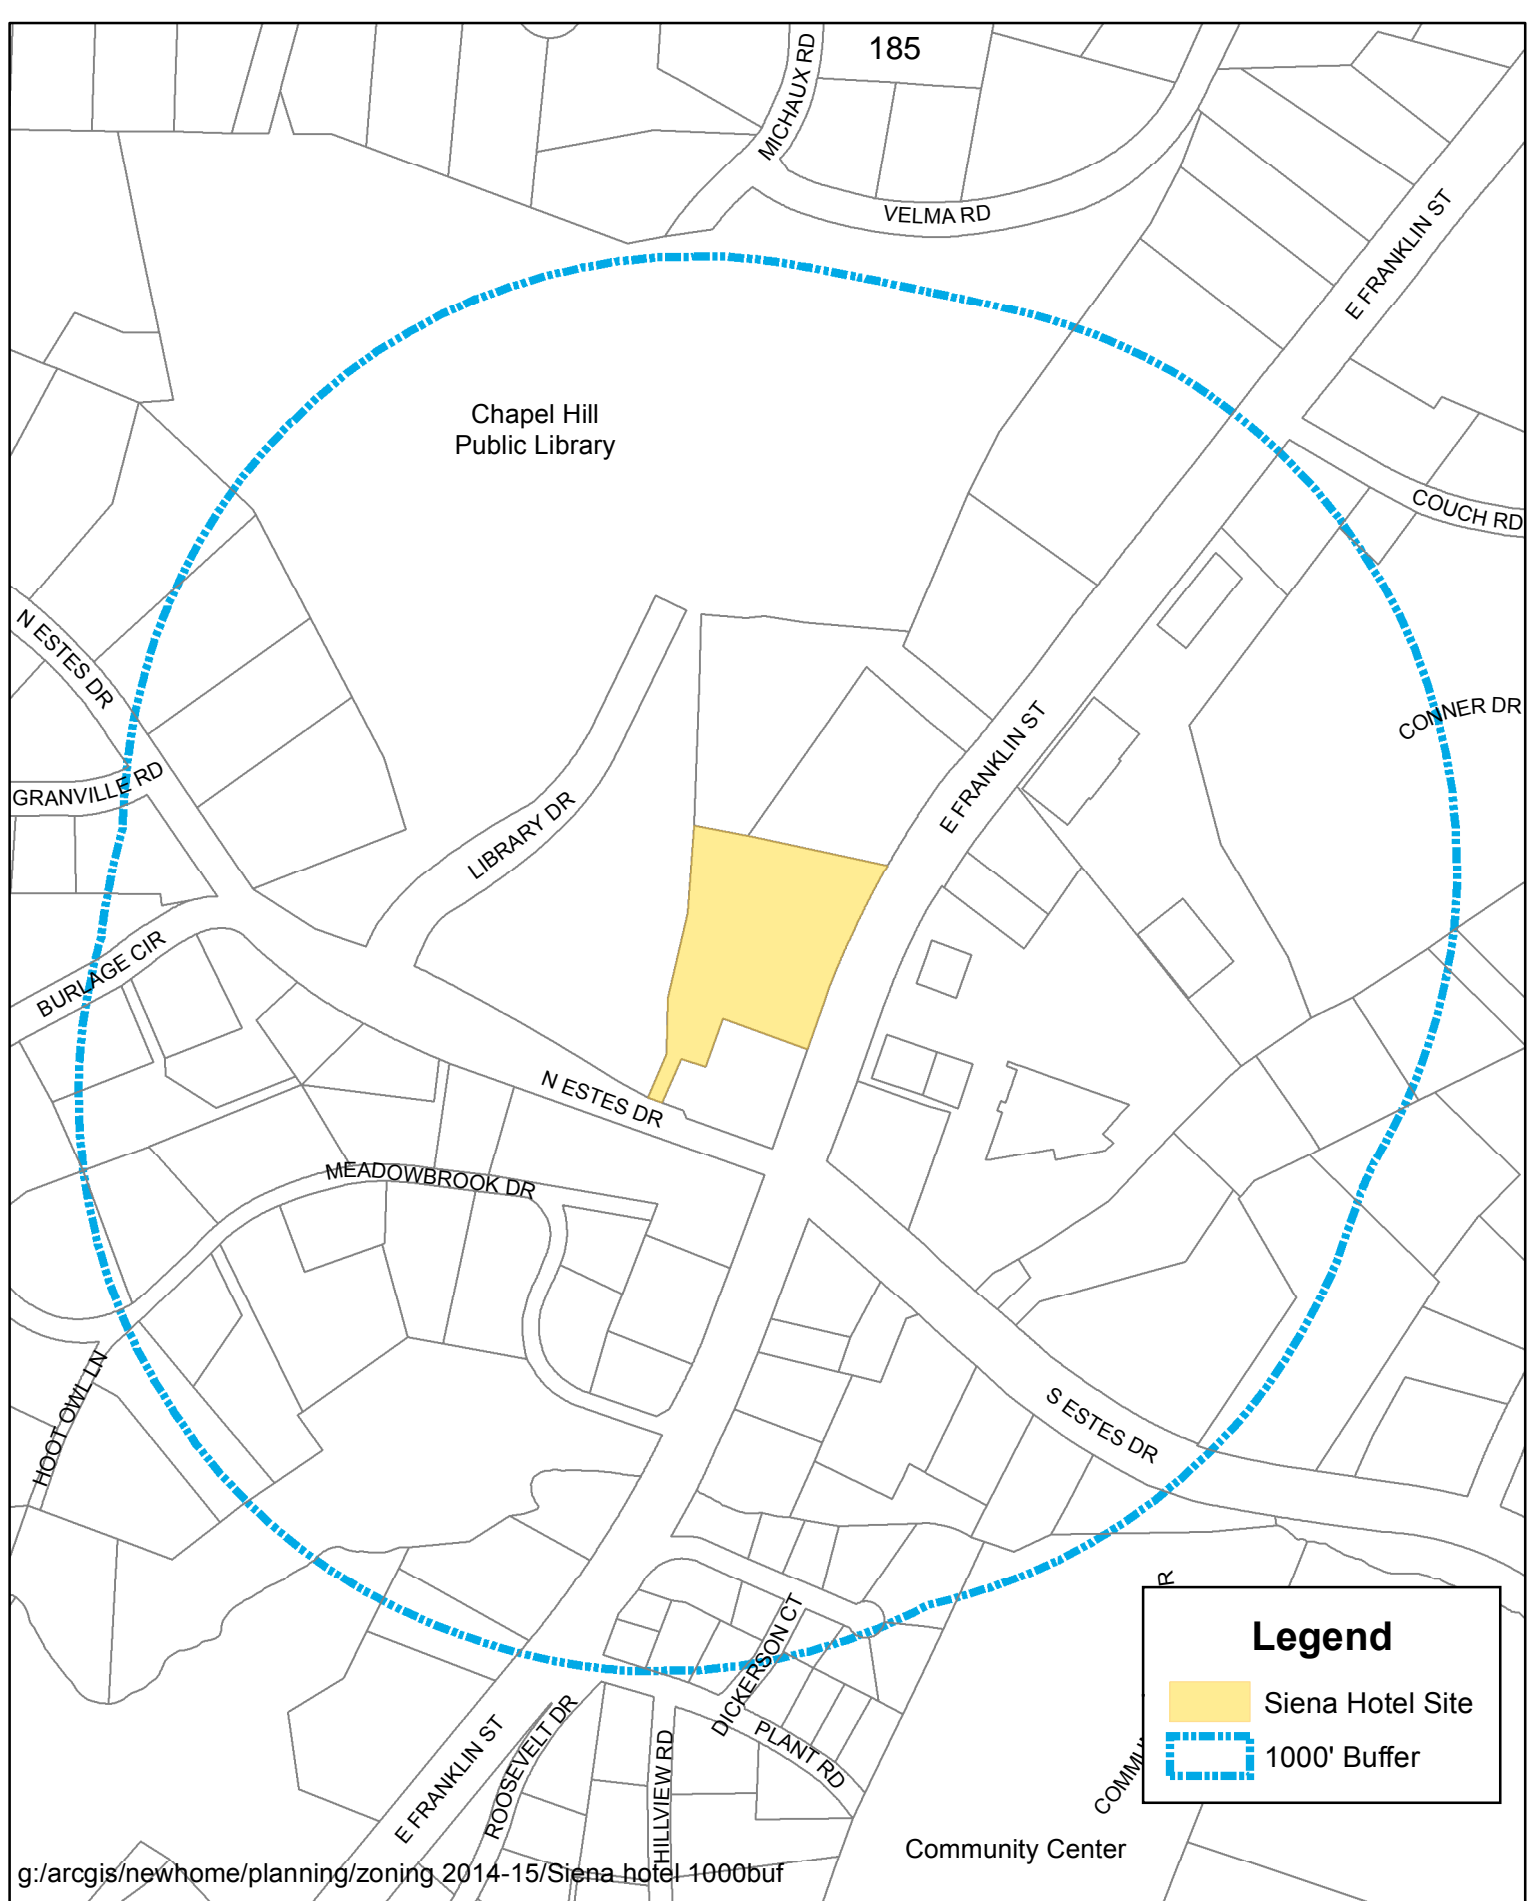 185
MICHAUX RD
VELMA RD
E FRANKLIN ST
Chapel Hill
Public Library
COUCH RD
N ESTES DR
CONNER DR
GRANVILLE RD
E FRANKLIN ST
LIBRARY DR
BURLAGE CIR
N ESTES DR
MEADOWBROOK DR
HOOT OWL LN
S ESTES DR
DICKERSON CT
PLANT RD
E FRANKLIN ST
ROOSEVELT DR
HILLVIEW RD
R
Legend
Siena Hotel Site
1000' Buffer
Community Center
g:/arcgis/newhome/planning/zoning 2014-15/Siena hotel 1000buf